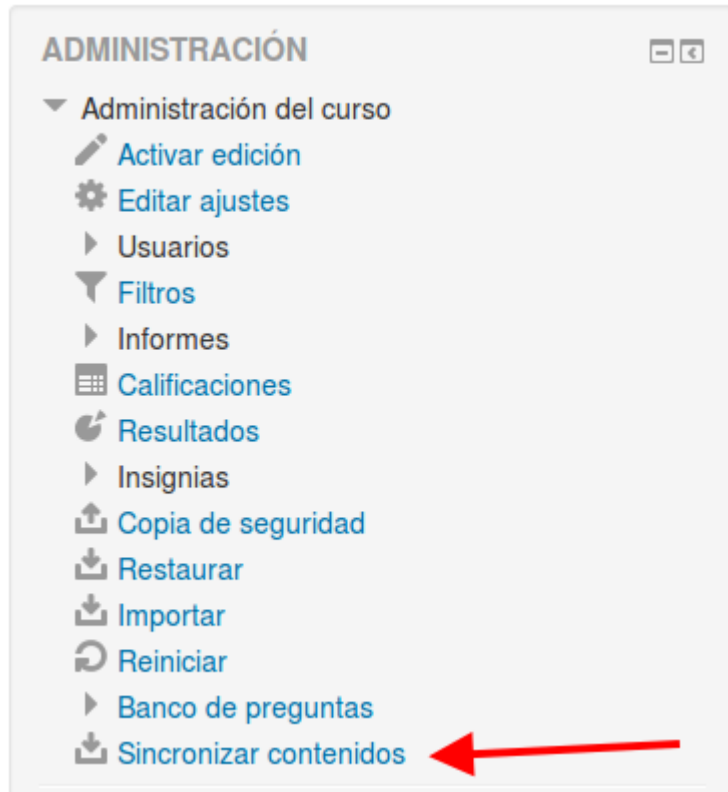 ADMINISTRACIÓN
Administración del curso
Activar edición
Editar ajustes
Usuarios
Filtros
Informes
Calificaciones
Resultados
Insignias
Copia de seguridad
Restaurar
Importar
Reiniciar
Banco de preguntas
Sincronizar contenidos